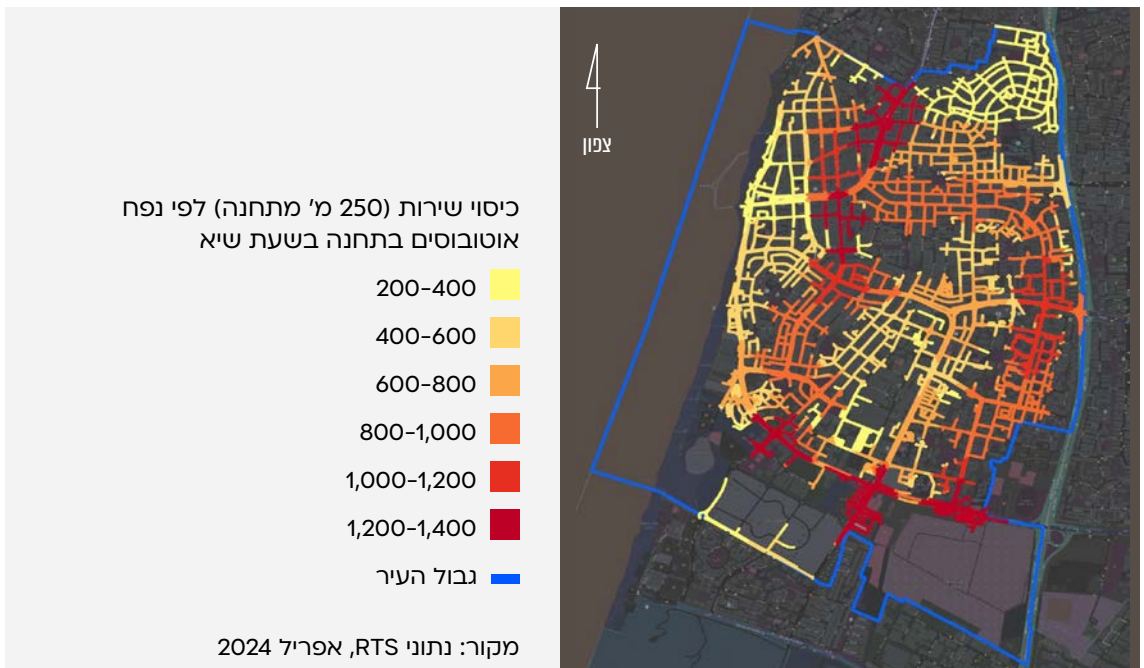 כיסוי שירות (250 מ' מתחנה) לפי נפח
אוטובוסים בתחנה בשעת שיא
200-400
400-600
600-800
800-1,000
1,000-1,200
1,200-1,400
גבול העיר
מקור: נתוני RTS, אפריל 2024
צפון